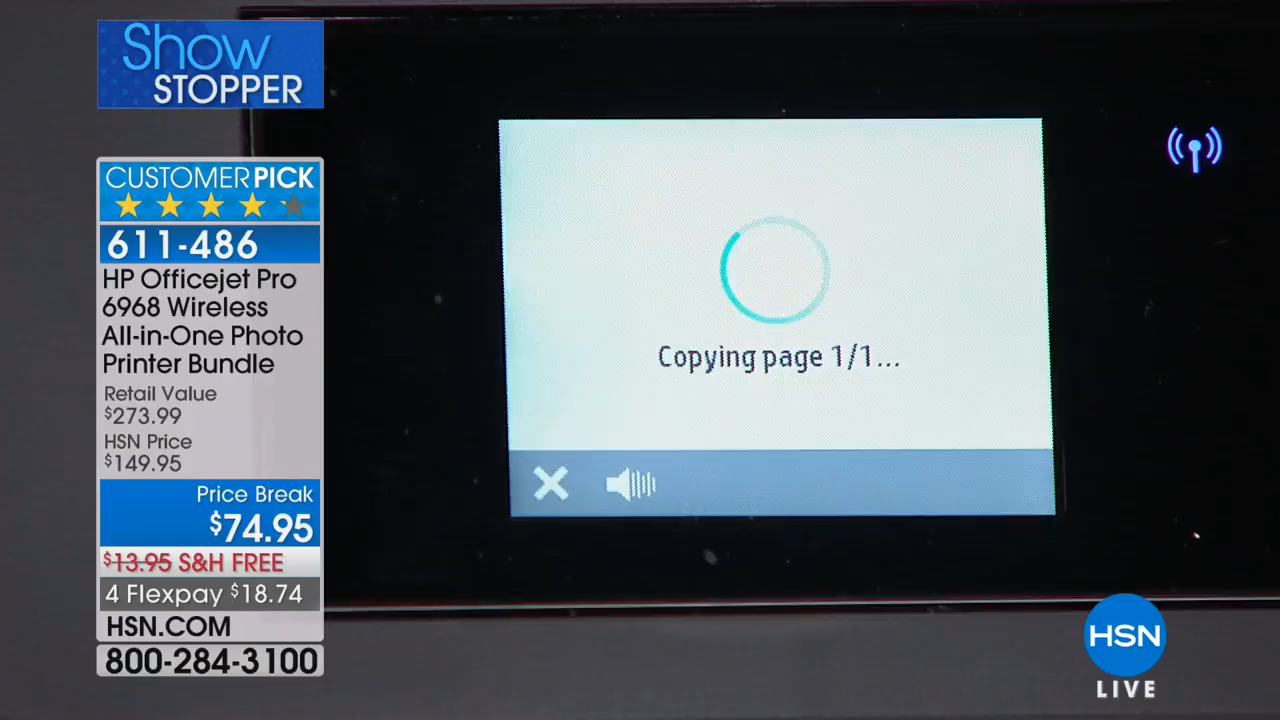 Show
STOPPER
CUSTOMER PICK
611-486
HP Officejet Pro
6968 Wireless
All-in-One Photo
Printer Bundle
Retail Value
$273.99
HSN Price
$149.95
Price Break
$74.95
$13.95 S&H FREE
4 Flexpay $18.74
HSN.COM
800-284-3100
Copying page 1/1...
HSN
LIVE